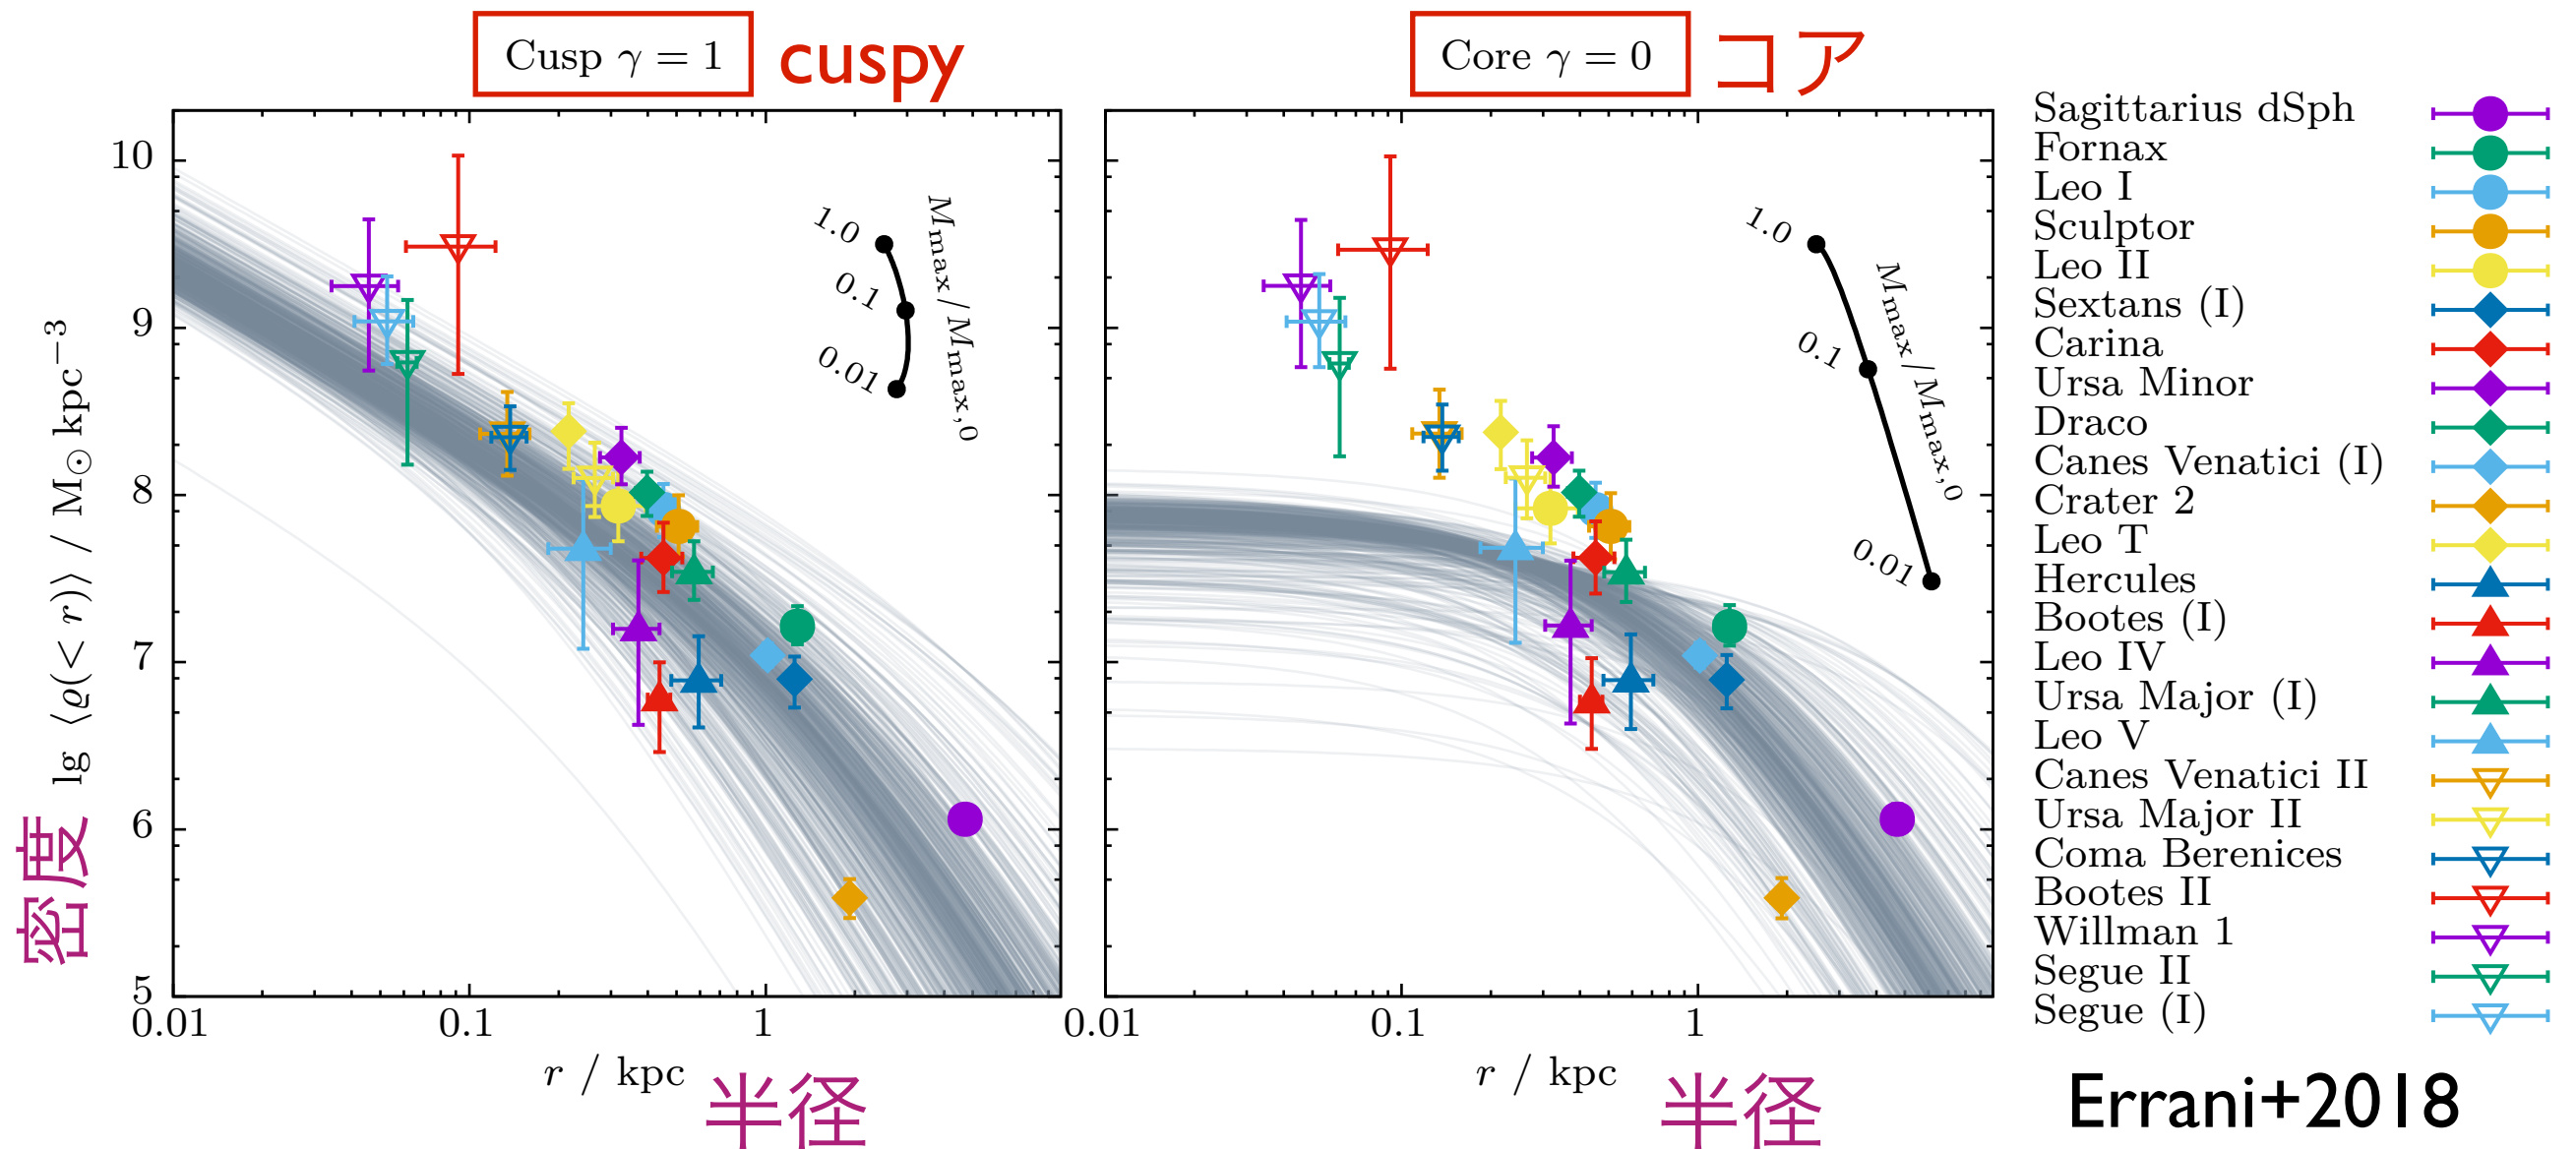 Cusp γ = 1
cuspy
Core γ = 0
コア
密度
lg ⟨ϱ(< r)⟩ / M⊙ kpc⁻³
10
9
8
7
6
5
1.0
0.1
0.01
Mmax/Mmax,0
0.01
0.1
1
r / kpc
半径
1.0
0.1
0.01
Mmax/Mmax,0
0.01
0.1
1
r / kpc
半径
Sagittarius dSph
Fornax
Leo I
Sculptor
Leo II
Sextans (I)
Carina
Ursa Minor
Draco
Canes Venatici (I)
Crater 2
Leo T
Hercules
Bootes (I)
Leo IV
Ursa Major (I)
Leo V
Canes Venatici II
Ursa Major II
Coma Berenices
Bootes II
Willman 1
Segue II
Segue (I)
Errani+2018